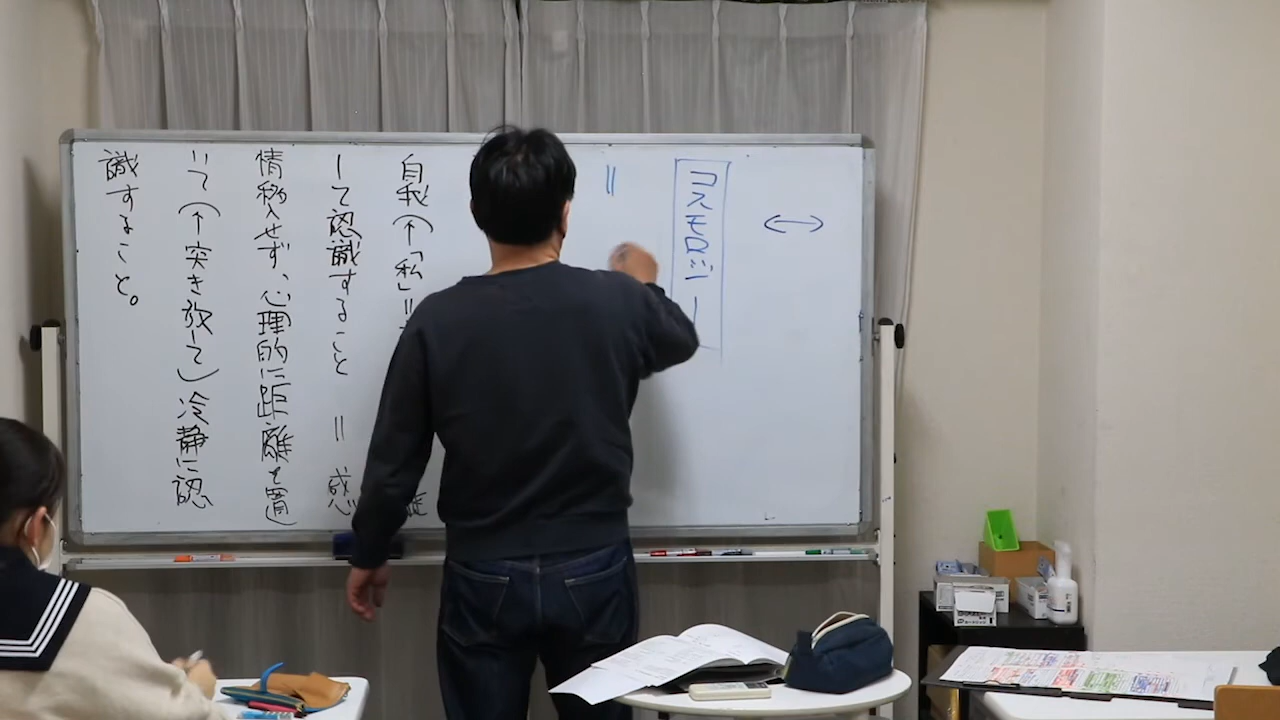 ⟷
コスモロジー
=
自私(↑「私」=
して認識すること = 感
情移入せず、心理的に距離を置
いて(↑突き放して)冷静に認
識すること。